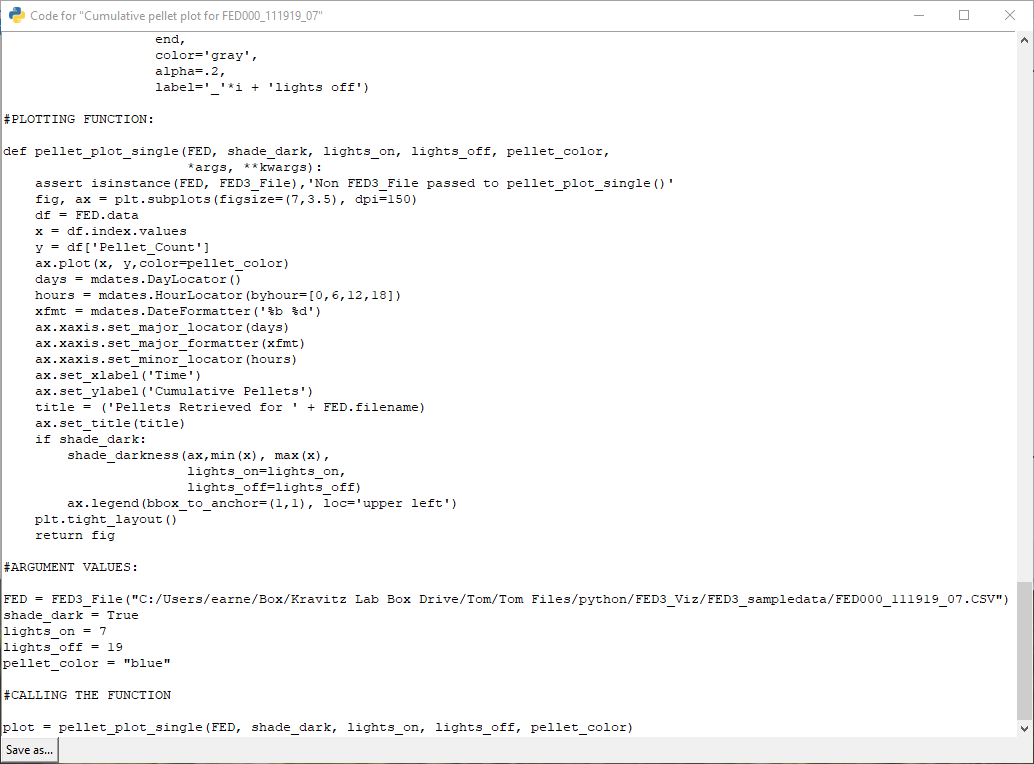 Code for "Cumulative pellet plot for FED000_111919_07"
end,
color='gray',
alpha=.2,
label='_'*i + 'lights off')
#PLOTTING FUNCTION:
def pellet_plot_single(FED, shade_dark, lights_on, lights_off, pellet_color,
*args, **kwargs):
assert isinstance(FED, FED3_File),'Non FED3_File passed to pellet_plot_single()'
fig, ax = plt.subplots(figsize=(7,3.5), dpi=150)
df = FED.data
x = df.index.values
y = df['Pellet_Count']
ax.plot(x, y,color=pellet_color)
days = mdates.DayLocator()
hours = mdates.HourLocator(byhour=[0,6,12,18])
xfmt = mdates.DateFormatter('%b %d')
ax.xaxis.set_major_locator(days)
ax.xaxis.set_major_formatter(xfmt)
ax.xaxis.set_minor_locator(hours)
ax.set_xlabel('Time')
ax.set_ylabel('Cumulative Pellets')
title = ('Pellets Retrieved for ' + FED.filename)
ax.set_title(title)
if shade_dark:
shade_darkness(ax,min(x), max(x),
lights_on=lights_on,
lights_off=lights_off)
ax.legend(bbox_to_anchor=(1,1), loc='upper left')
plt.tight_layout()
return fig
#ARGUMENT VALUES:
FED = FED3_File("C:/Users/earne/Box/Kravitz Lab Box Drive/Tom/Tom Files/python/FED3_Viz/FED3_sampledata/FED000_111919_07.CSV")
shade_dark = True
lights_on = 7
lights_off = 19
pellet_color = "blue"
#CALLING THE FUNCTION
plot = pellet_plot_single(FED, shade_dark, lights_on, lights_off, pellet_color)
Save as...